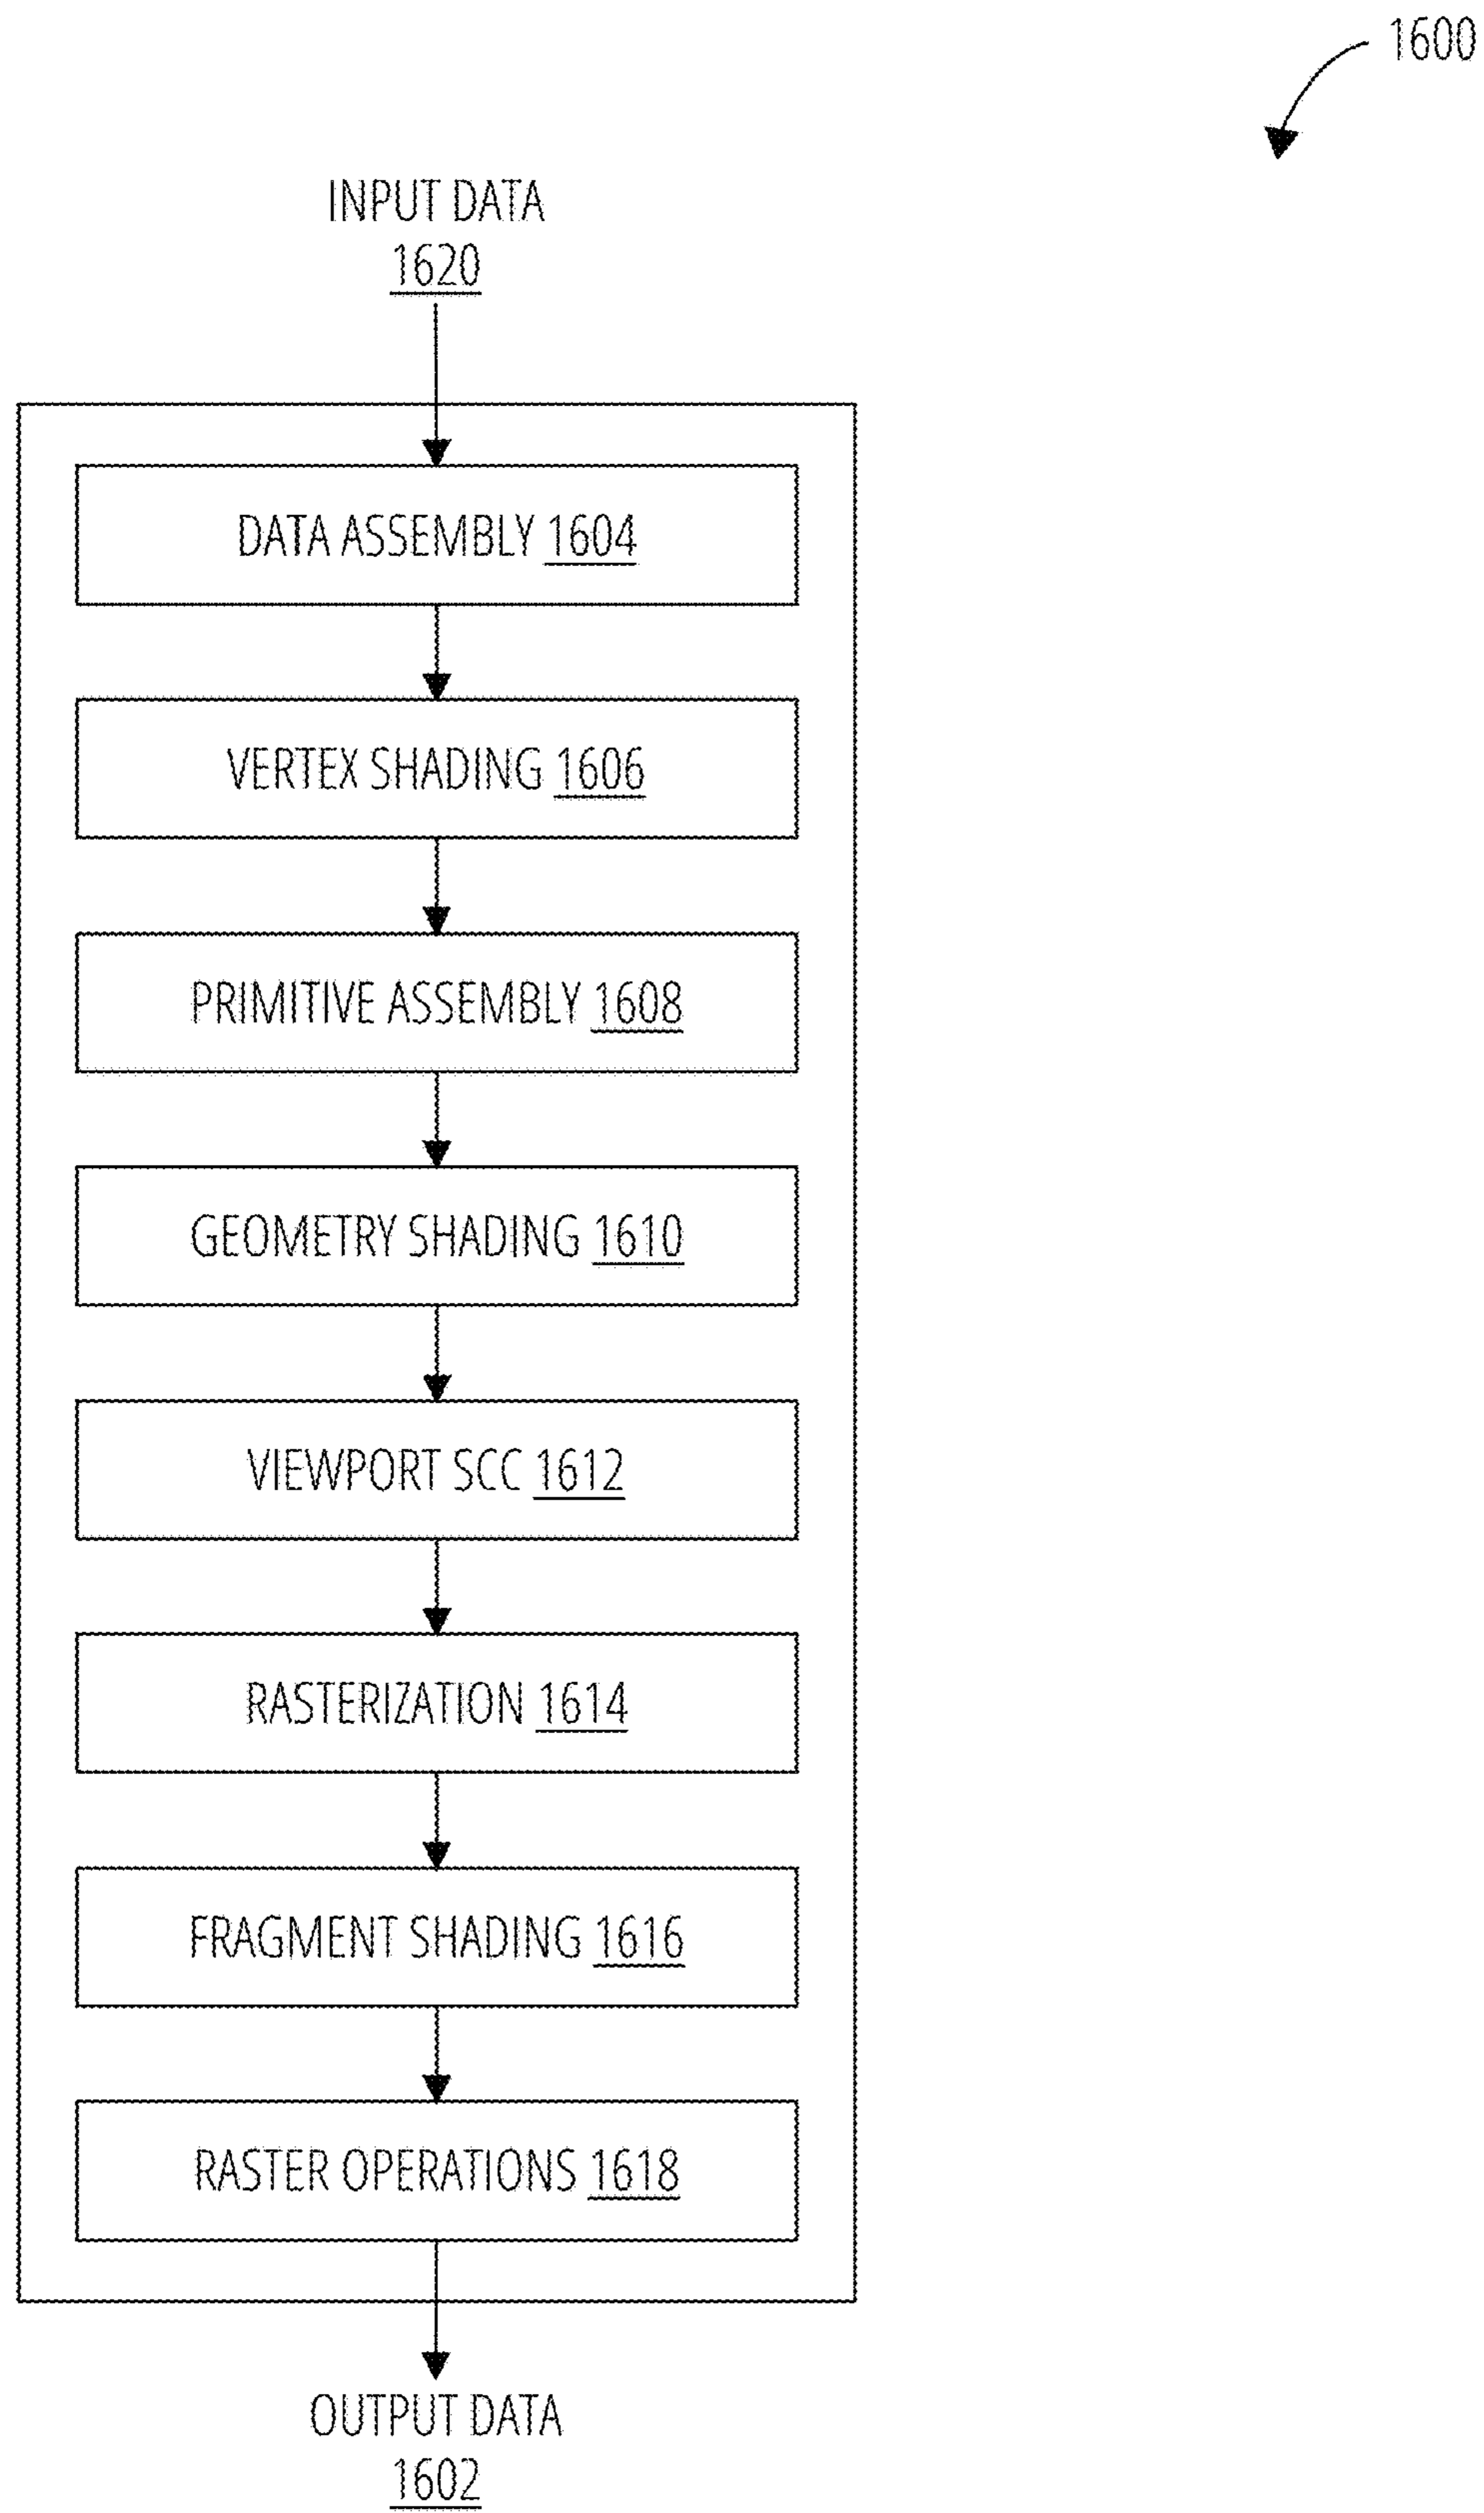 1600
INPUT DATA
1620
DATA ASSEMBLY 1604
VERTEX SHADING 1606
PRIMITIVE ASSEMBLY 1608
GEOMETRY SHADING 1610
VIEWPORT SCC 1612
RASTERIZATION 1614
FRAGMENT SHADING 1616
RASTER OPERATIONS 1618
OUTPUT DATA
1602